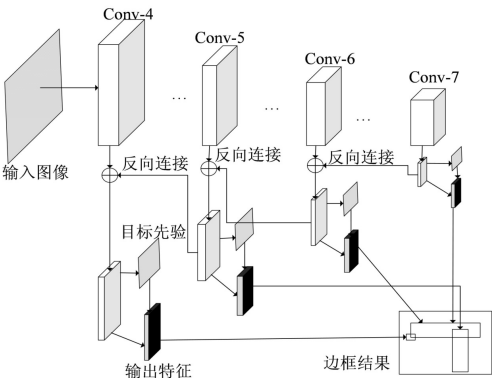 Conv-4
Conv-5
Conv-6
Conv-7
...
...
...
输入图像
反向连接
反向连接
反向连接
目标先验
输出特征
边框结果